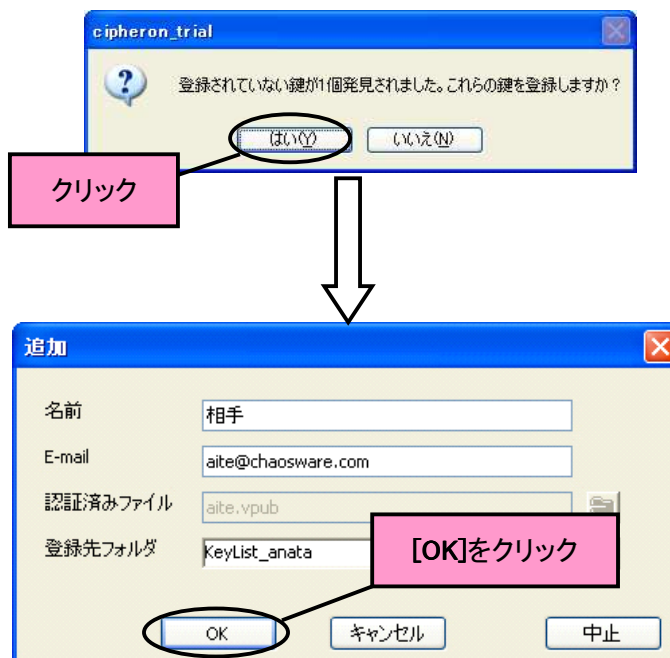 cipheron_trial
登録されていない鍵が1個発見されました。これらの鍵を登録しますか？
はい(Y)
いいえ(N)
クリック
追加
名前
相手
E-mail
aite@chaosware.com
認証済みファイル
aite.vpub
登録先フォルダ
KeyList_anata
[OK]をクリック
OK
キャンセル
中止